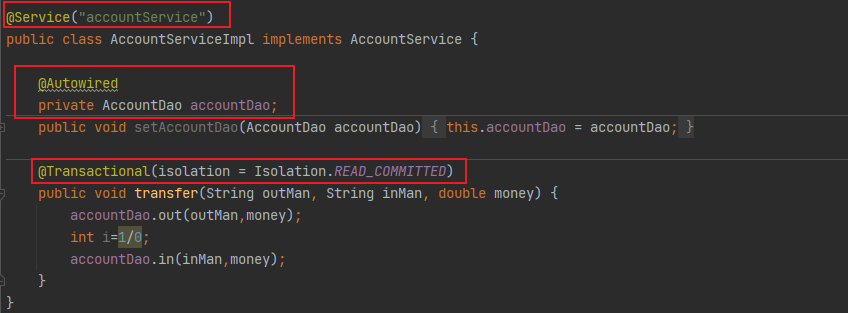 @Service("accountService")
public class AccountServiceImpl implements AccountService {
@Autowired
private AccountDao accountDao;
public void setAccountDao(AccountDao accountDao) { this.accountDao = accountDao; }
@Transactional(isolation = Isolation.READ_COMMITTED)
public void transfer(String outMan, String inMan, double money) {
accountDao.out(outMan,money);
int i=1/0;
accountDao.in(inMan,money);
}
}